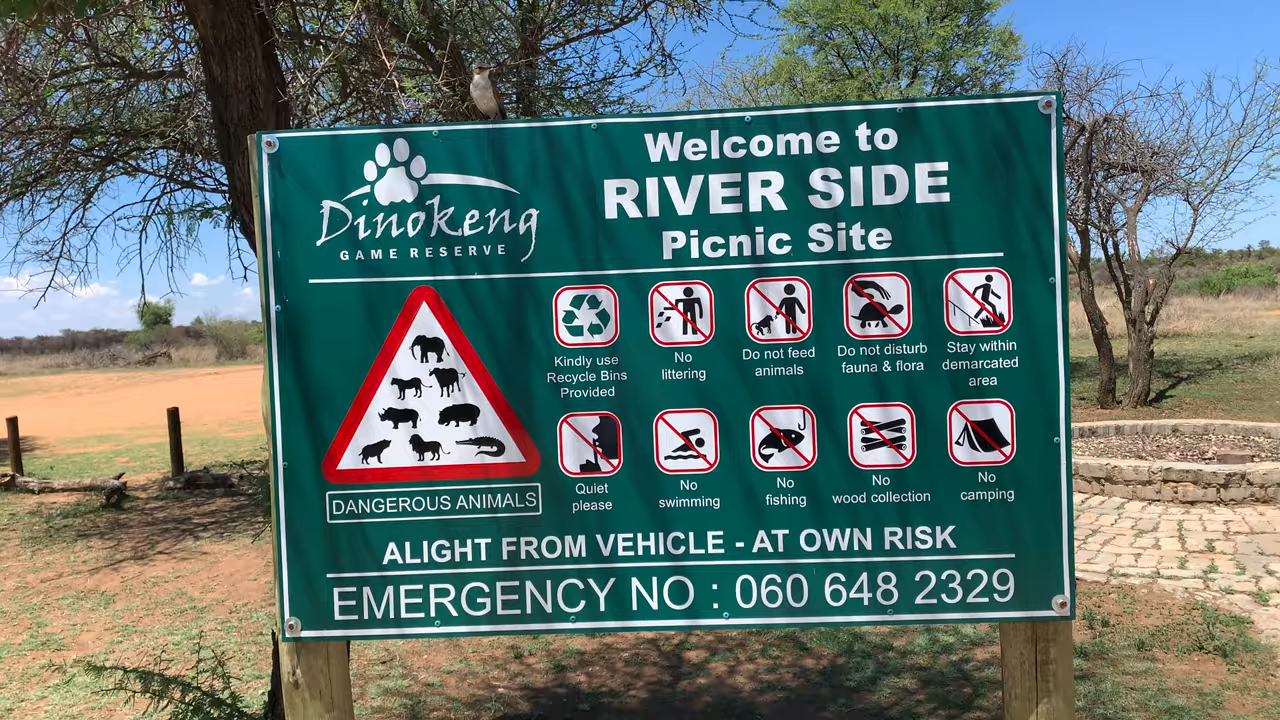 Dinokeng
GAME RESERVE
Welcome to
RIVER SIDE
Picnic Site
Kindly use
Recycle Bins
Provided
No
littering
Do not feed
animals
Do not disturb
fauna & flora
Stay within
demarcated
area
Quiet
please
No
swimming
No
fishing
No
wood collection
No
camping
DANGEROUS ANIMALS
ALIGHT FROM VEHICLE - AT OWN RISK
EMERGENCY NO : 060 648 2329